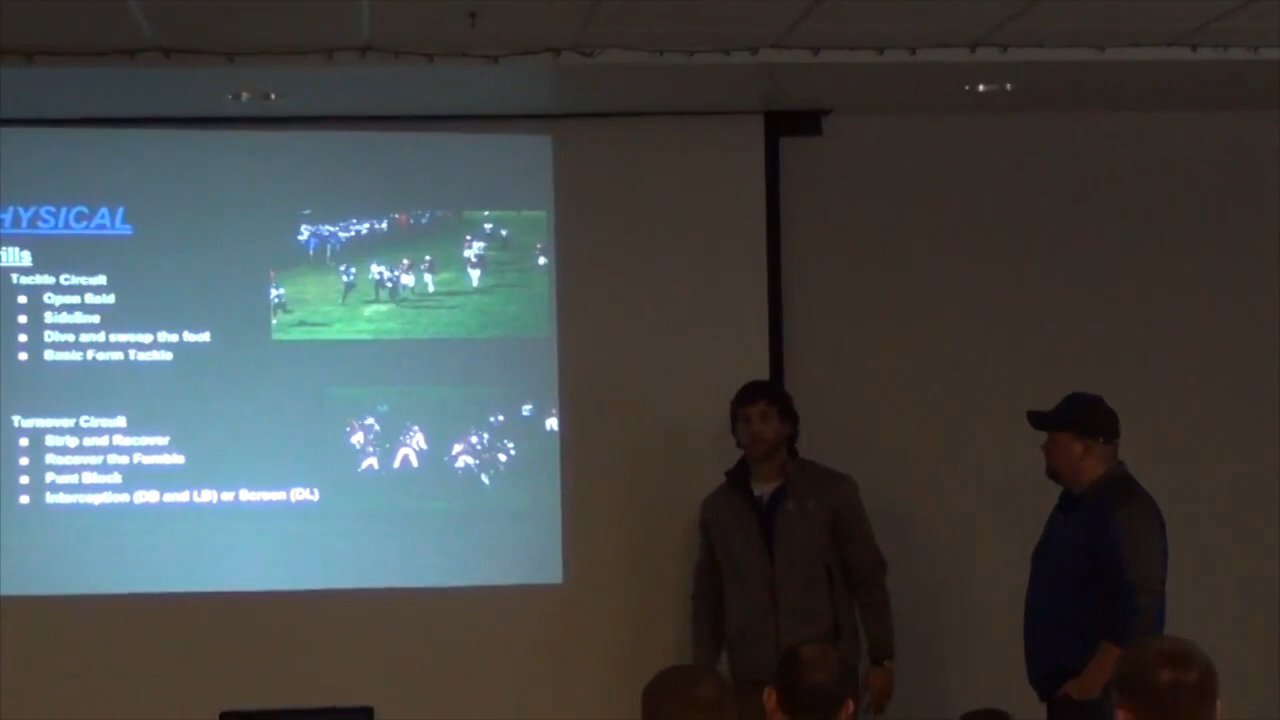 HYSICAL
ills
Tackle Circuit
Open field
Sideline
Dive and sweep the foot
Basic Form Tackle
Turnover Circuit
Strip and Recover
Recover the Fumble
Punt Block
Interception (DB and LB) or Screen (DL)